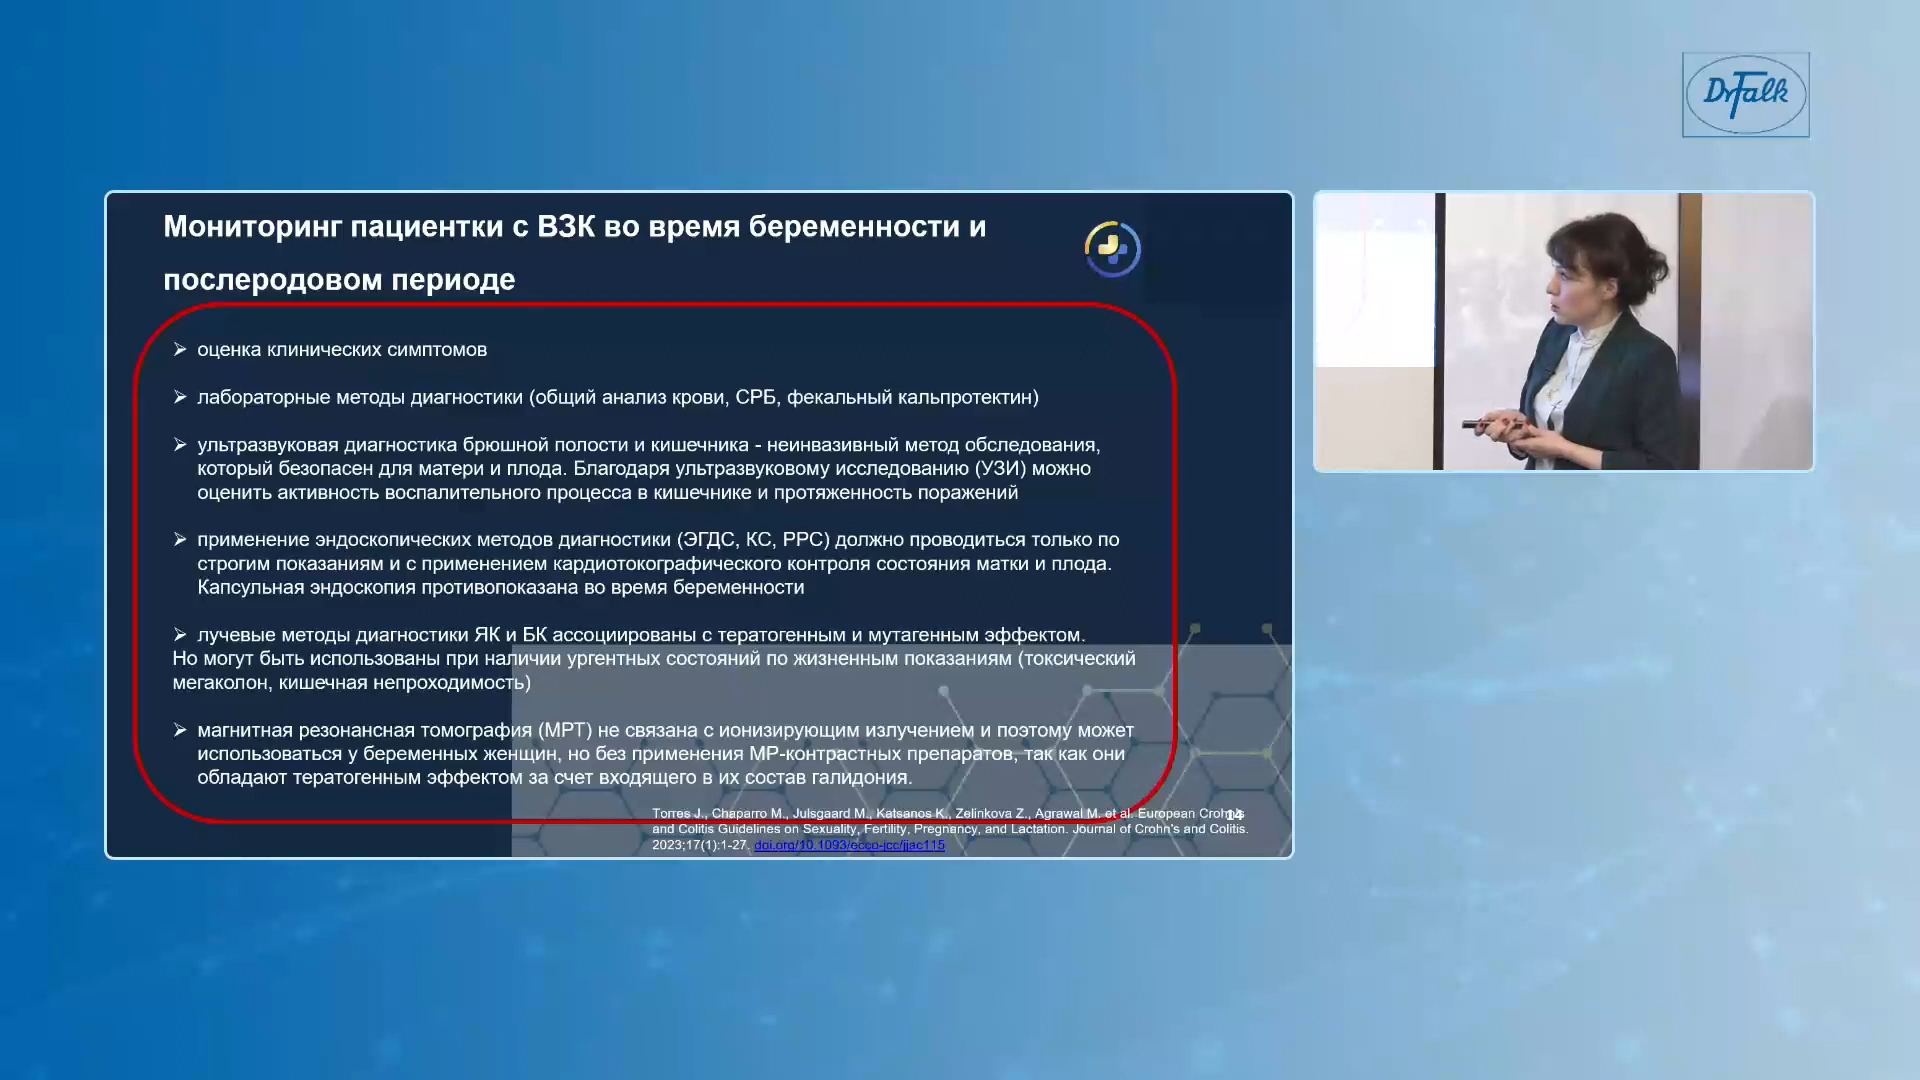 Dr Falk
Мониторинг пациентки с ВЗК во время беременности и
послеродовом периоде
➢ оценка клинических симптомов
➢ лабораторные методы диагностики (общий анализ крови, СРБ, фекальный кальпротектин)
➢ ультразвуковая диагностика брюшной полости и кишечника - неинвазивный метод обследования,
который безопасен для матери и плода. Благодаря ультразвуковому исследованию (УЗИ) можно
оценить активность воспалительного процесса в кишечнике и протяженность поражений
➢ применение эндоскопических методов диагностики (ЭГДС, КС, РРС) должно проводиться только по
строгим показаниям и с применением кардиотокографического контроля состояния матки и плода.
Капсульная эндоскопия противопоказана во время беременности
➢ лучевые методы диагностики ЯК и БК ассоциированы с тератогенным и мутагенным эффектом.
Но могут быть использованы при наличии ургентных состояний по жизненным показаниям (токсический
мегаколон, кишечная непроходимость)
➢ магнитная резонансная томография (МРТ) не связана с ионизирующим излучением и поэтому может
использоваться у беременных женщин, но без применения МР-контрастных препаратов, так как они
обладают тератогенным эффектом за счет входящего в их состав галидония.
Torres J., Chaparro M., Julsgaard M., Katsanos K., Zelinkova Z., Agrawal M. et al. European Crohn's
14
and Colitis Guidelines on Sexuality, Fertility, Pregnancy, and Lactation. Journal of Crohn's and Colitis.
2023;17(1):1-27. doi.org/10.1093/ecco-jcc/jjac115